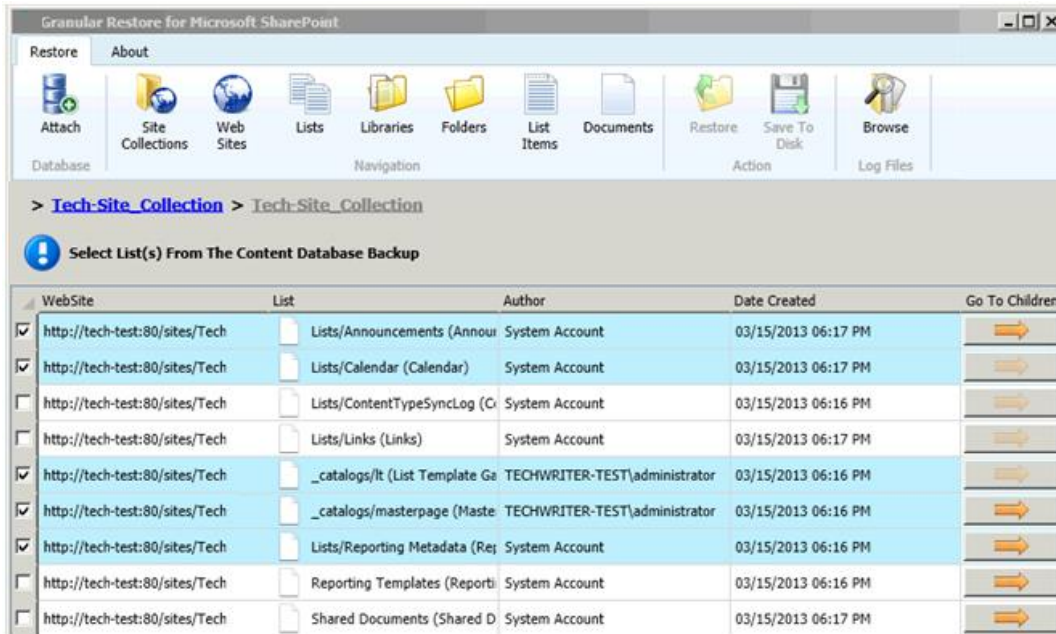 Granular Restore for Microsoft SharePoint
Restore About
Attach Site Collections Web Sites Lists Libraries Folders List Items Documents Restore Save To Disk Browse
Database Navigation Action Log Files
> Tech-Site_Collection > Tech-Site_Collection
Select List(s) From The Content Database Backup
WebSite List Author Date Created Go To Children
http://tech-test:80/sites/Tech Lists/Announcements (Announ System Account 03/15/2013 06:17 PM
http://tech-test:80/sites/Tech Lists/Calendar (Calendar) System Account 03/15/2013 06:17 PM
http://tech-test:80/sites/Tech Lists/ContentTypeSyncLog (Co System Account 03/15/2013 06:16 PM
http://tech-test:80/sites/Tech Lists/Links (Links) System Account 03/15/2013 06:17 PM
http://tech-test:80/sites/Tech _catalogs/lt (List Template Ga TECHWRITER-TEST\administrator 03/15/2013 06:16 PM
http://tech-test:80/sites/Tech _catalogs/masterpage (Maste TECHWRITER-TEST\administrator 03/15/2013 06:16 PM
http://tech-test:80/sites/Tech Lists/Reporting Metadata (Rep System Account 03/15/2013 06:16 PM
http://tech-test:80/sites/Tech Reporting Templates (Reporti System Account 03/15/2013 06:16 PM
http://tech-test:80/sites/Tech Shared Documents (Shared D System Account 03/15/2013 06:16 PM